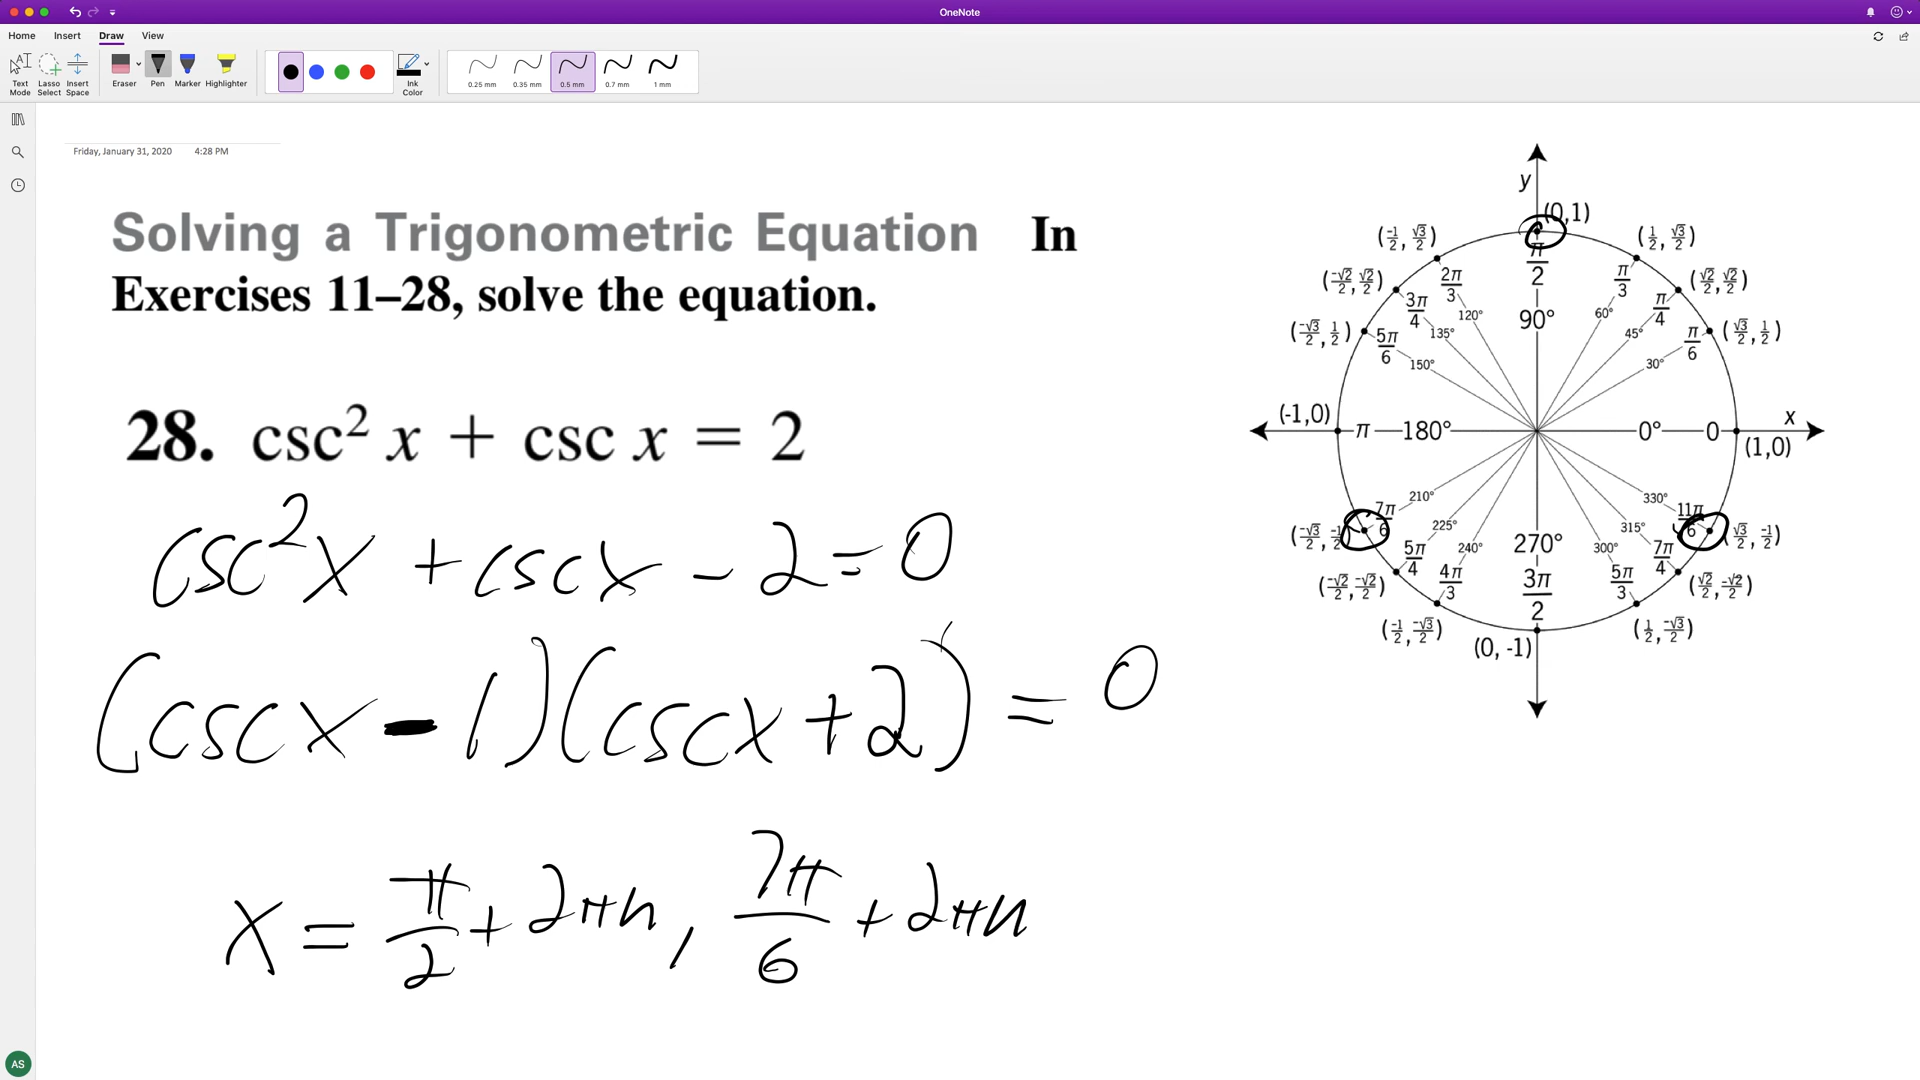 OneNote
Home Insert Draw View
Text Mode
Lasso Select
Insert Space
Eraser
Pen
Marker
Highlighter
Ink Color
0.25 mm
0.35 mm
0.5 mm
0.7 mm
1 mm
Friday, January 31, 2020 4:28 PM
Solving a Trigonometric Equation In
Exercises 11–28, solve the equation.
28. csc² x + csc x = 2
csc²x + cscx - 2 = 0
(cscx - 1)(cscx + 2) = 0
x = π/2 + 2πn, 7π/6 + 2πn
y
(0,1)
(-1/2, √3/2)
(1/2, √3/2)
(-√2/2, √2/2)
(√2/2, √2/2)
(-√3/2, 1/2)
(√3/2, 1/2)
π/2
2π/3
π/3
3π/4
π/4
5π/6
π/6
90°
120°
60°
135°
45°
150°
30°
(-1,0)
π
180°
0°
0
x
(1,0)
210°
330°
7π/6
11π/6
(-√3/2, -1/2)
(√3/2, -1/2)
225°
315°
240°
270°
300°
5π/4
7π/4
4π/3
3π/2
5π/3
(-√2/2, -√2/2)
(√2/2, -√2/2)
(-1/2, -√3/2)
(1/2, -√3/2)
(0, -1)
AS